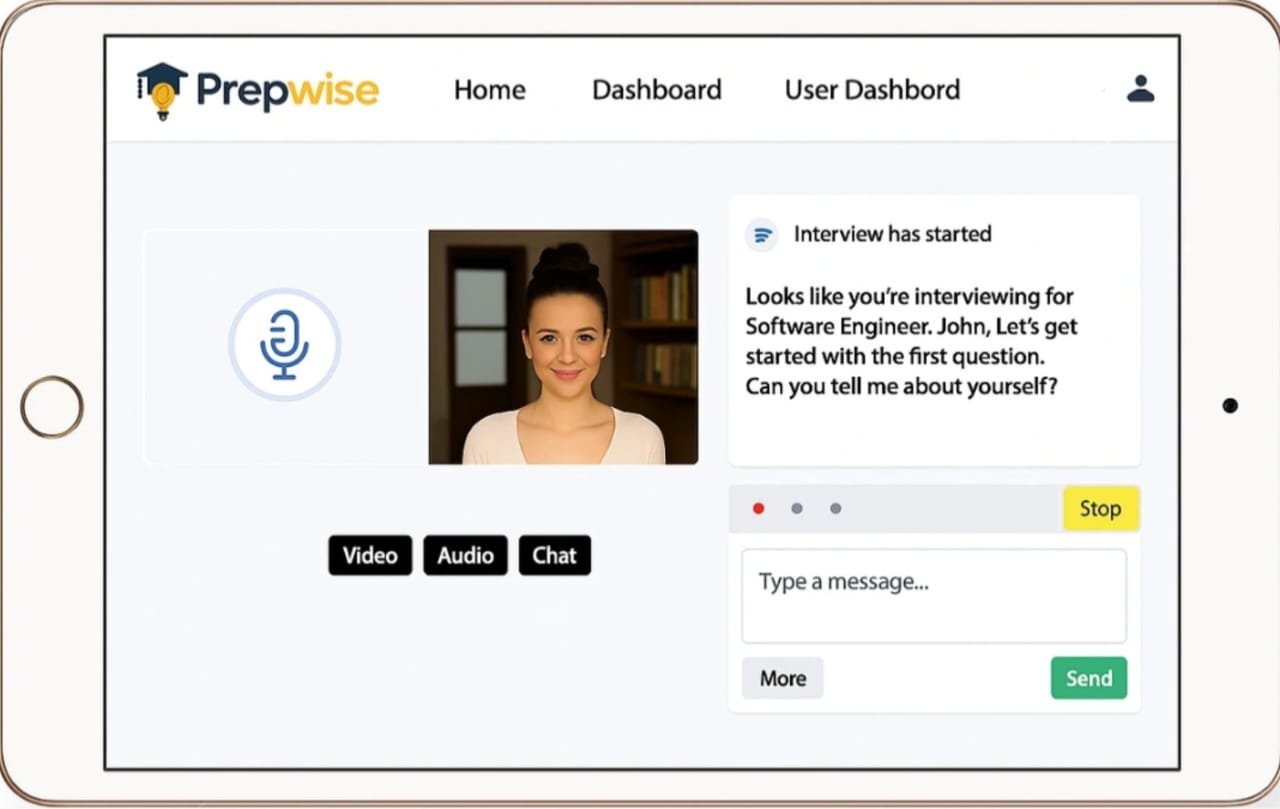 Prepwise
Home
Dashboard
User Dashbord
Interview has started
Looks like you're interviewing for
Software Engineer. John, Let's get
started with the first question.
Can you tell me about yourself?
Stop
Video
Audio
Chat
Type a message...
More
Send